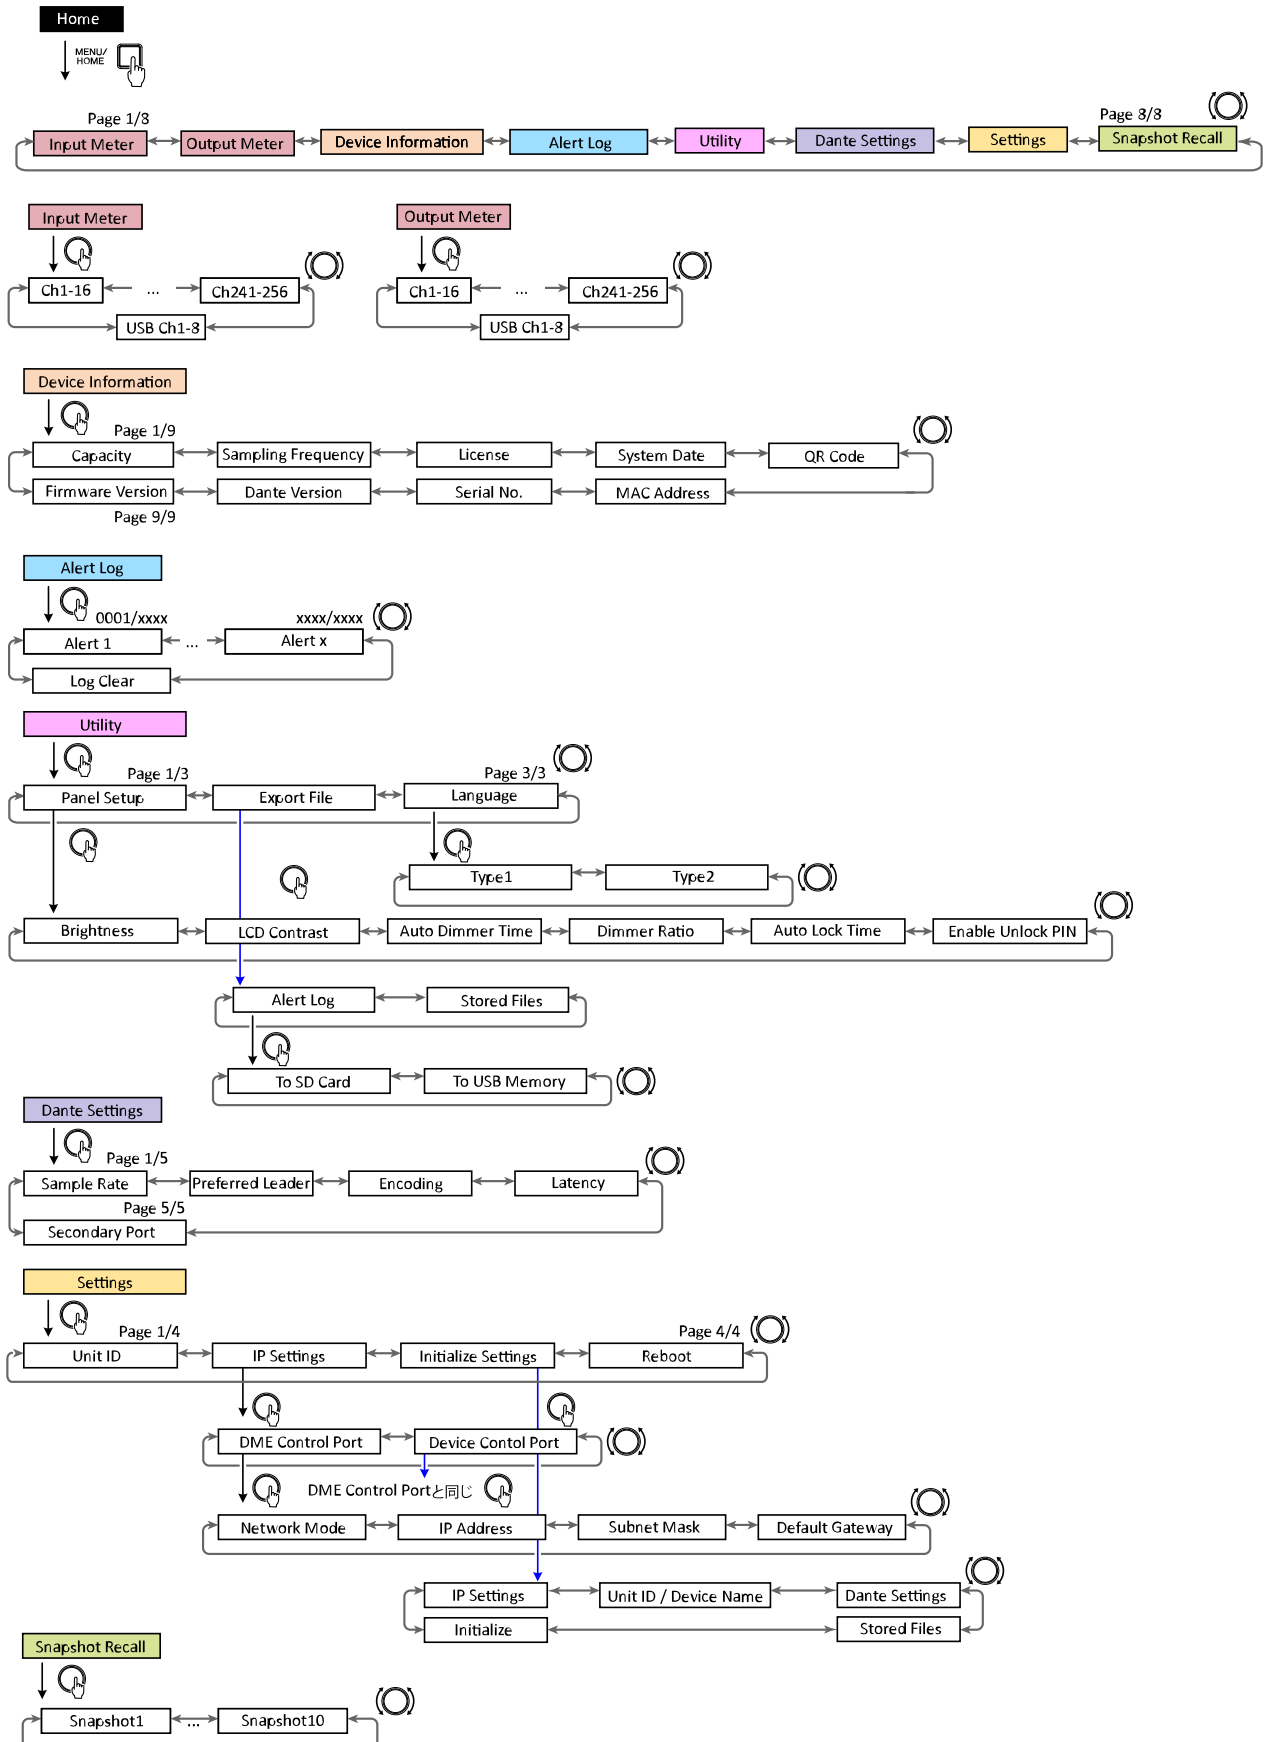 Home
MENU/
HOME
Page 1/8
Page 8/8
Input Meter
Output Meter
Device Information
Alert Log
Utility
Dante Settings
Settings
Snapshot Recall
Input Meter
Output Meter
Ch1-16
...
Ch241-256
Ch1-16
...
Ch241-256
USB Ch1-8
USB Ch1-8
Device Information
Page 1/9
Capacity
Sampling Frequency
License
System Date
QR Code
Firmware Version
Dante Version
Serial No.
MAC Address
Page 9/9
Alert Log
0001/xxxx
xxxx/xxxx
Alert 1
...
Alert x
Log Clear
Utility
Page 1/3
Page 3/3
Panel Setup
Export File
Language
Type1
Type2
Brightness
LCD Contrast
Auto Dimmer Time
Dimmer Ratio
Auto Lock Time
Enable Unlock PIN
Alert Log
Stored Files
To SD Card
To USB Memory
Dante Settings
Page 1/5
Sample Rate
Preferred Leader
Encoding
Latency
Page 5/5
Secondary Port
Settings
Page 1/4
Page 4/4
Unit ID
IP Settings
Initialize Settings
Reboot
DME Control Port
Device Contol Port
DME Control Portと同じ
Network Mode
IP Address
Subnet Mask
Default Gateway
IP Settings
Unit ID / Device Name
Dante Settings
Initialize
Stored Files
Snapshot Recall
Snapshot1
...
Snapshot10